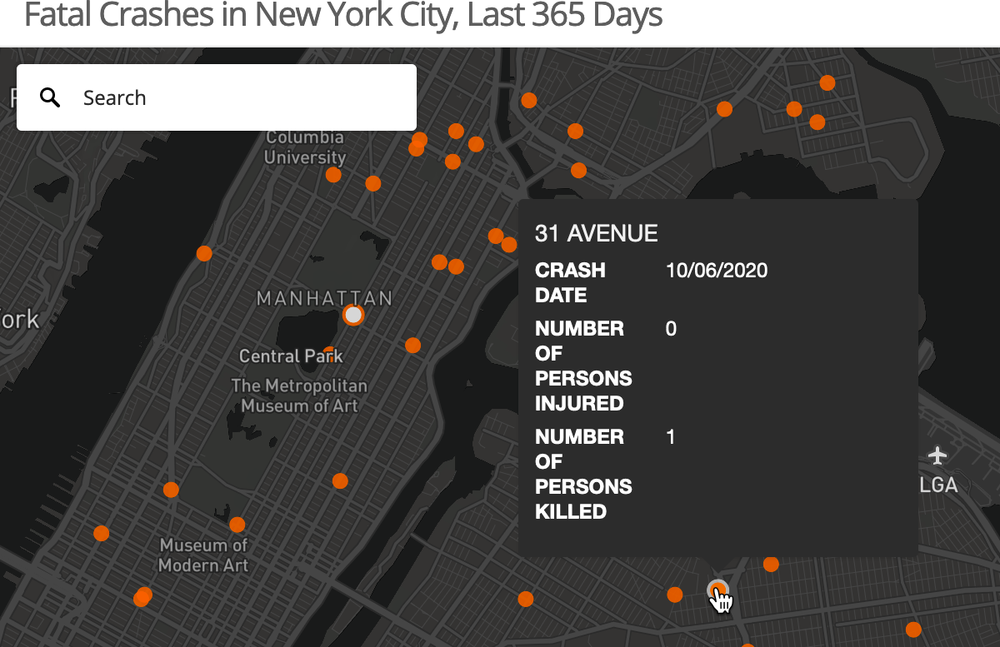 Fatal Crashes in New York City, Last 365 Days
Search
Columbia
University
MANHATTAN
ork
Central Park
The Metropolitan
Museum of Art
31 AVENUE
CRASH DATE 10/06/2020
NUMBER OF PERSONS INJURED 0
NUMBER OF PERSONS KILLED 1
LGA
Museum of
Modern Art